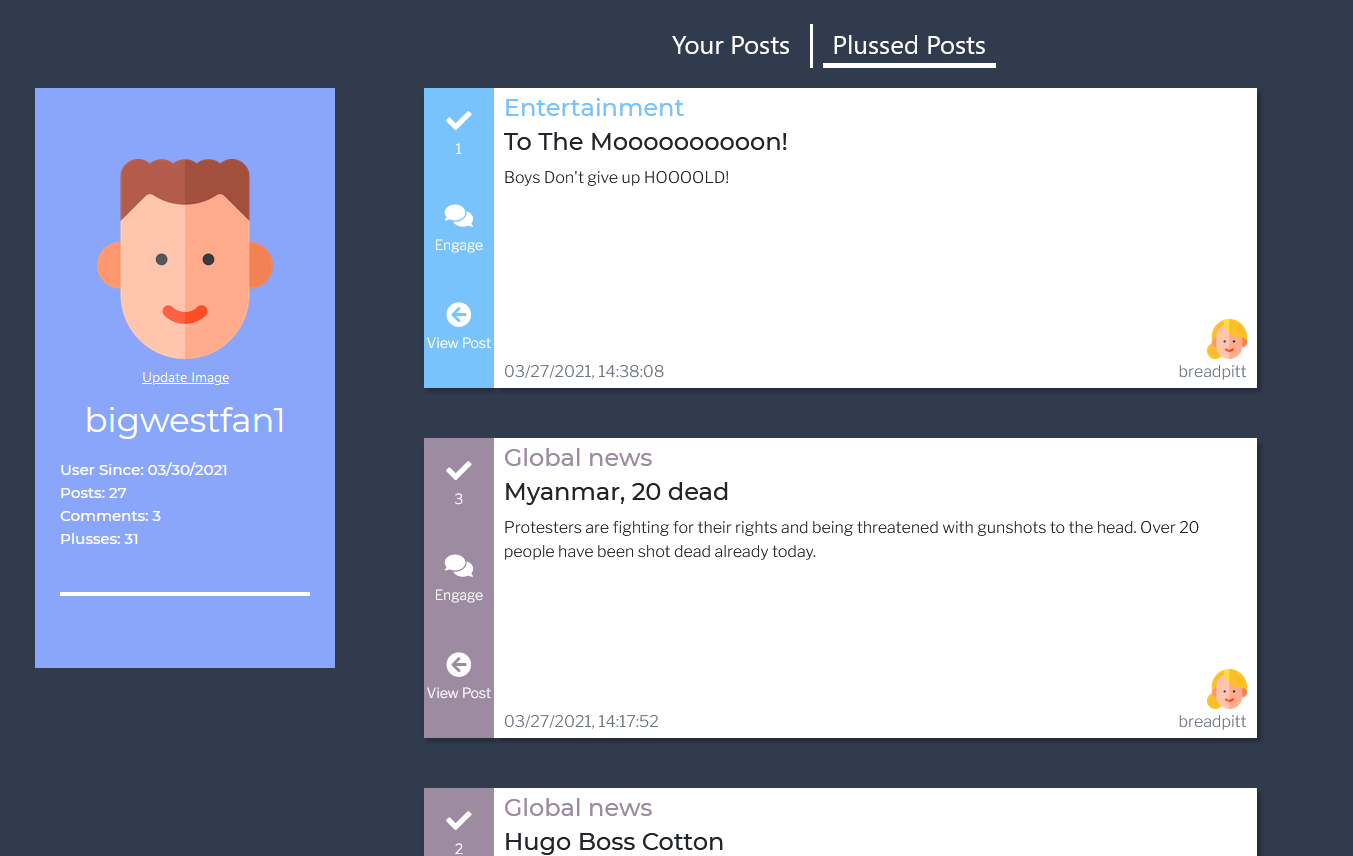 Your Posts
Plussed Posts
Update Image
bigwestfan1
User Since: 03/30/2021
Posts: 27
Comments: 3
Plusses: 31
1
Engage
View Post
Entertainment
To The Moooooooooon!
Boys Don't give up HOOOOLD!
03/27/2021, 14:38:08
breadpitt
3
Engage
View Post
Global news
Myanmar, 20 dead
Protesters are fighting for their rights and being threatened with gunshots to the head. Over 20
people have been shot dead already today.
03/27/2021, 14:17:52
breadpitt
2
Global news
Hugo Boss Cotton